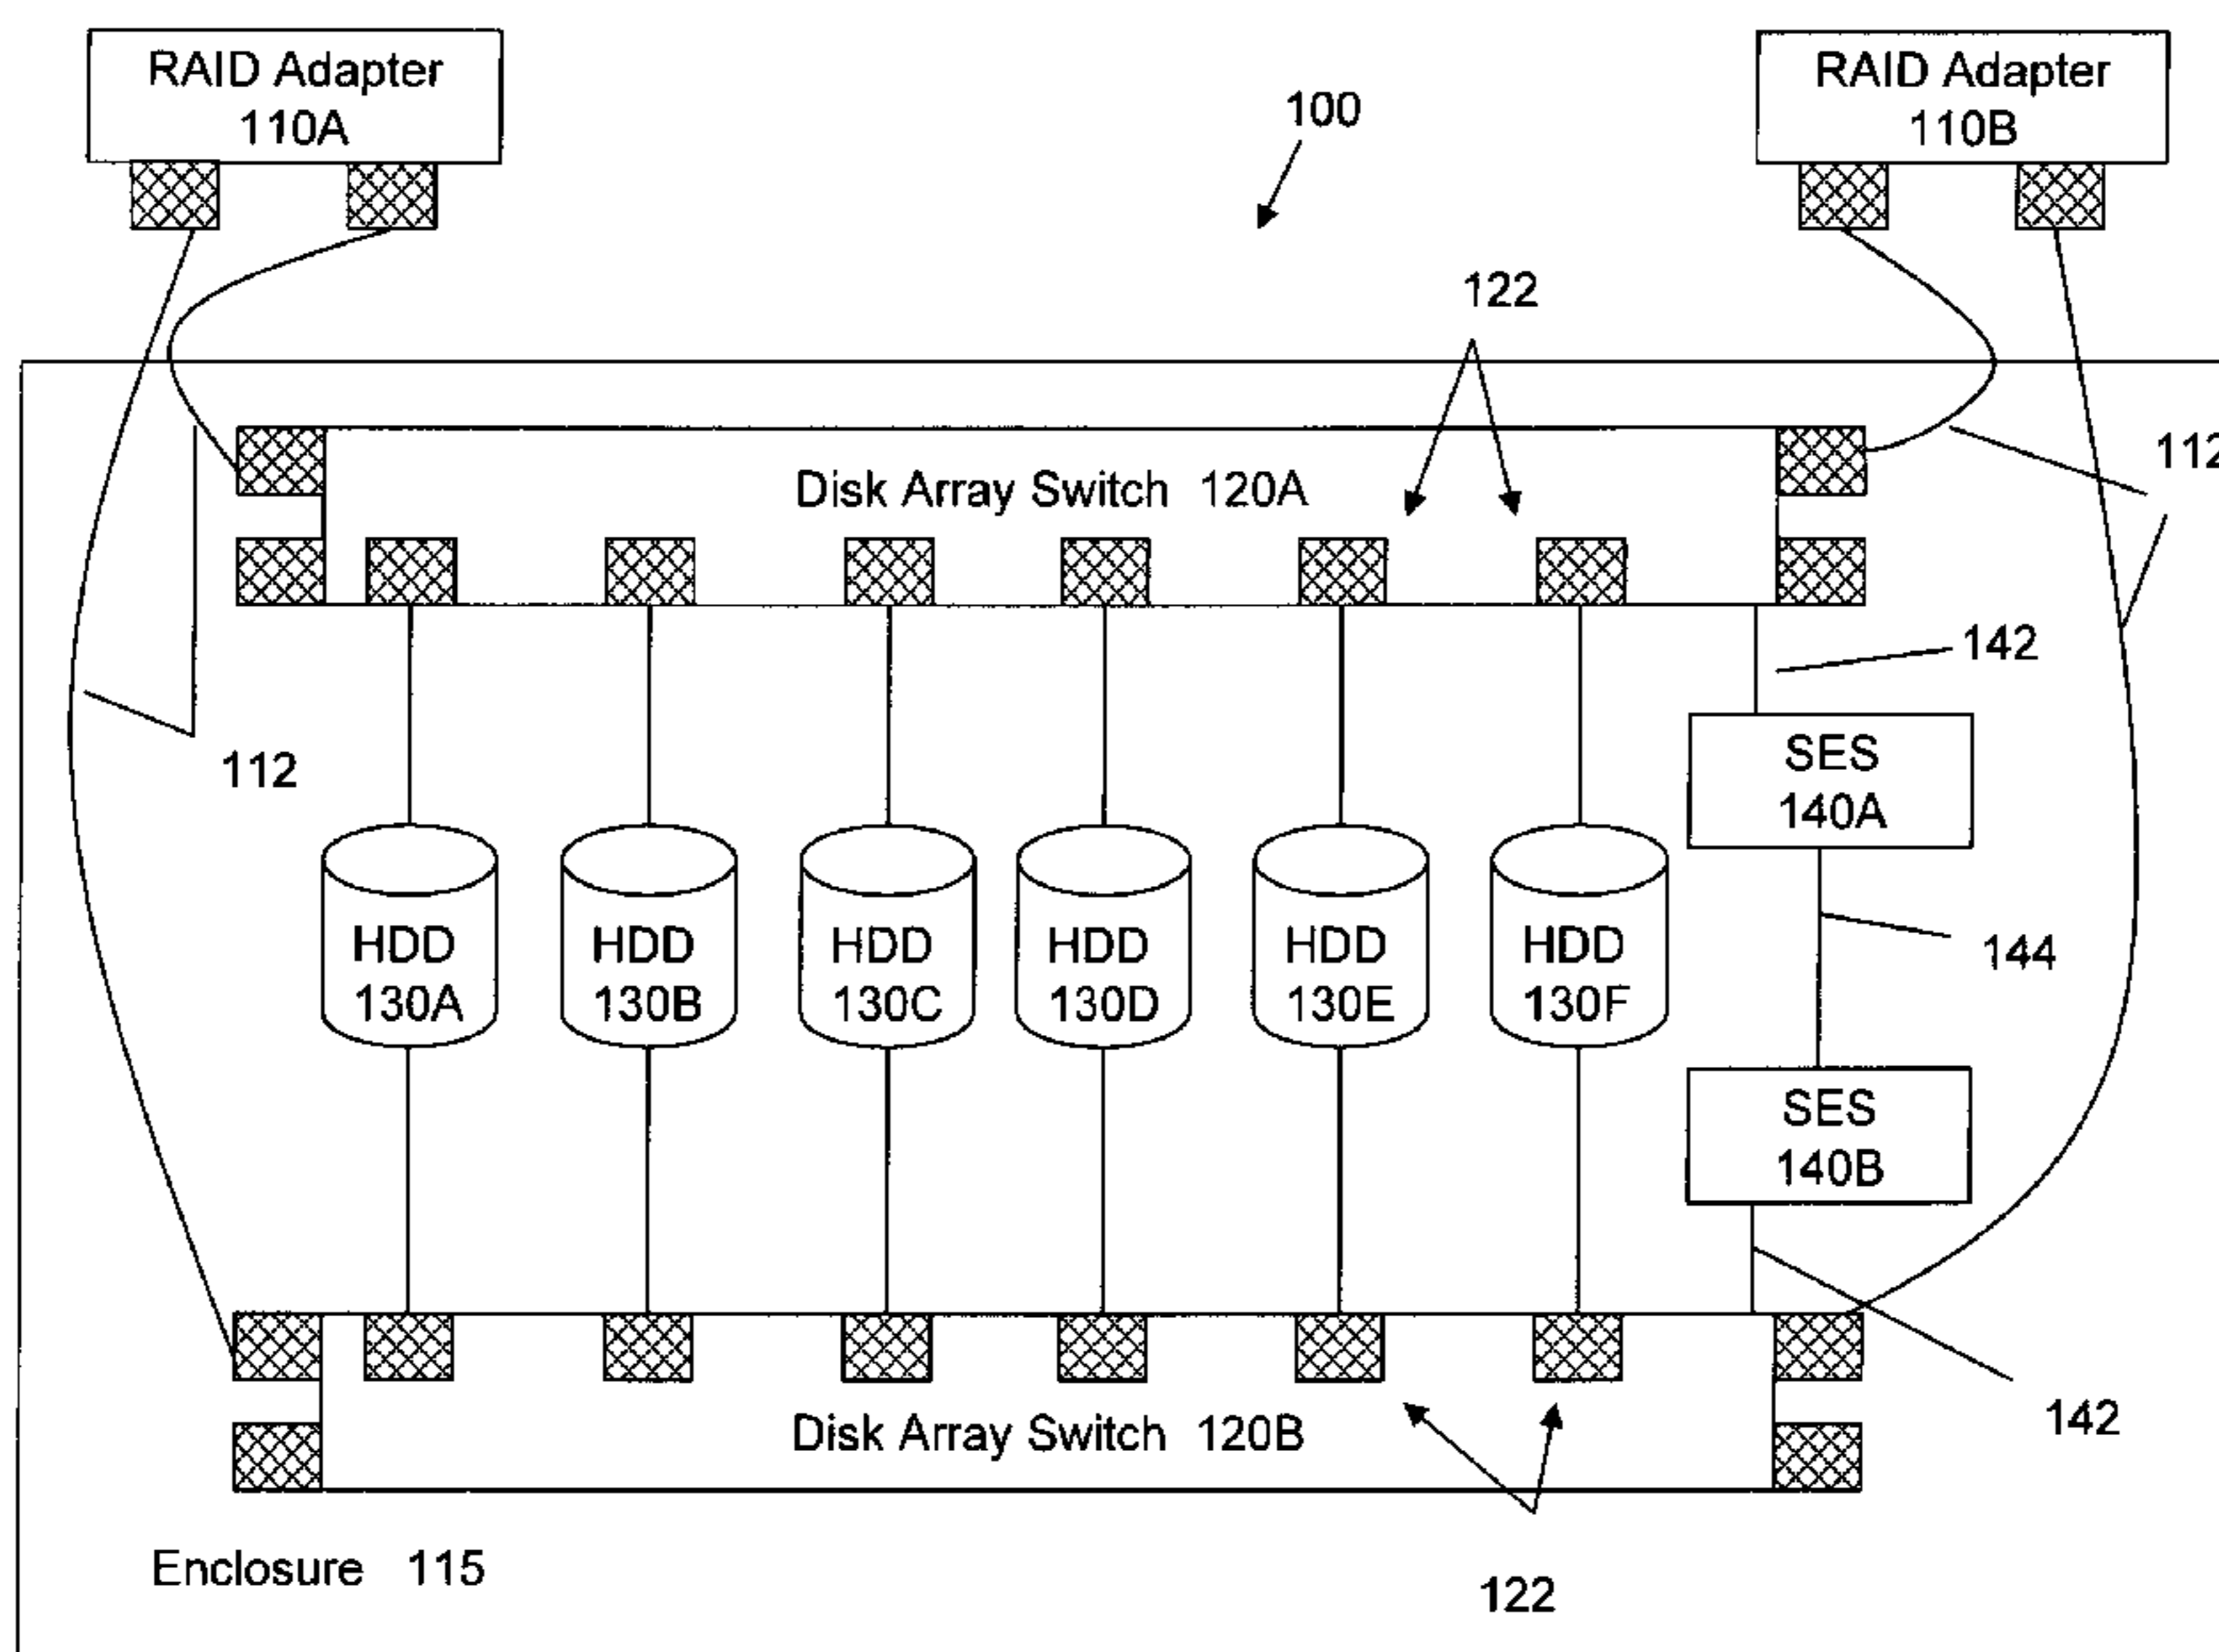 RAID Adapter
110A
RAID Adapter
110B
100
122
112
Disk Array Switch 120A
142
112
SES
140A
HDD
130A
HDD
130B
HDD
130C
HDD
130D
HDD
130E
HDD
130F
144
SES
140B
142
Disk Array Switch 120B
Enclosure 115
122